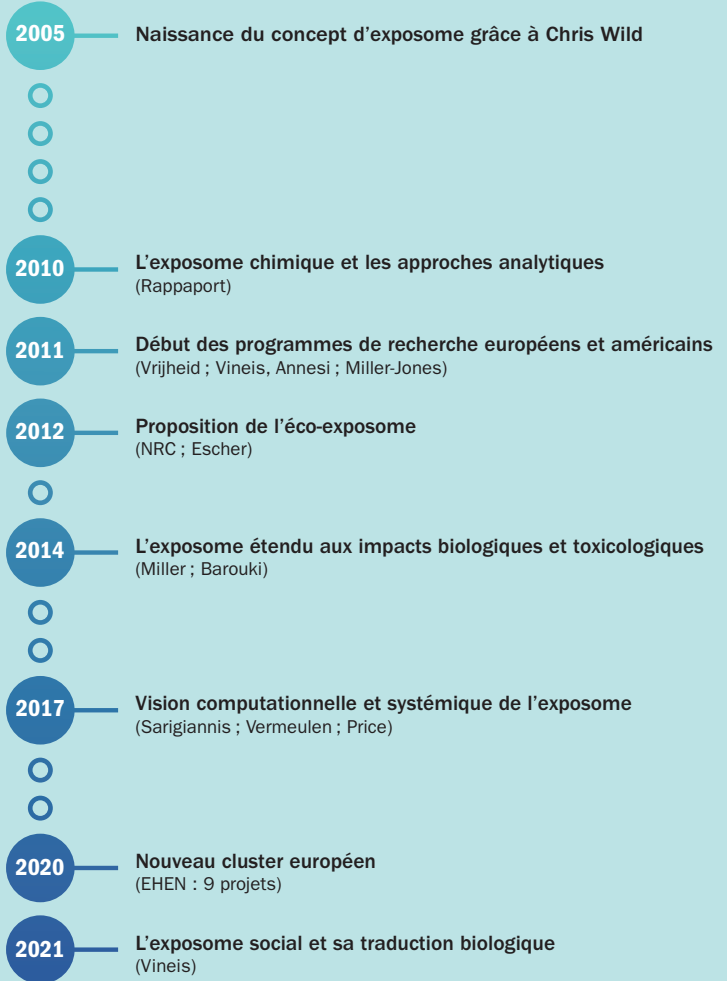 2005
Naissance du concept d’exposome grâce à Chris Wild
2010
L’exposome chimique et les approches analytiques
(Rappaport)
2011
Début des programmes de recherche européens et américains
(Vrijheid ; Vineis, Annesi ; Miller-Jones)
2012
Proposition de l’éco-exposome
(NRC ; Escher)
2014
L’exposome étendu aux impacts biologiques et toxicologiques
(Miller ; Barouki)
2017
Vision computationnelle et systémique de l’exposome
(Sarigiannis ; Vermeulen ; Price)
2020
Nouveau cluster européen
(EHEN : 9 projets)
2021
L’exposome social et sa traduction biologique
(Vineis)